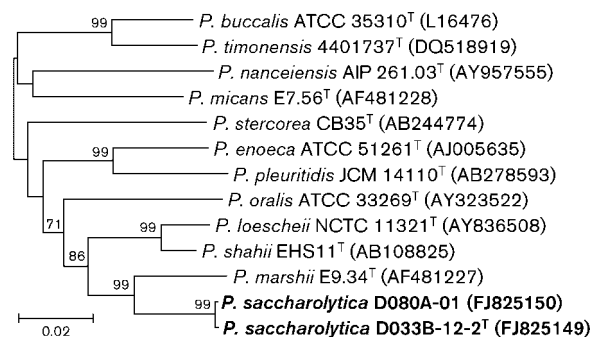 99 P. buccalis ATCC 35310ᵀ (L16476)
P. timonensis 4401737ᵀ (DQ518919)
P. nanceiensis AIP 261.03ᵀ (AY957555)
P. micans E7.56ᵀ (AF481228)
P. stercorea CB35ᵀ (AB244774)
99 P. enoeca ATCC 51261ᵀ (AJ005635)
P. pleuritidis JCM 14110ᵀ (AB278593)
P. oralis ATCC 33269ᵀ (AY323522)
71
99 P. loescheii NCTC 11321ᵀ (AY836508)
P. shahii EHS11ᵀ (AB108825)
86
P. marshii E9.34ᵀ (AF481227)
99
99 P. saccharolytica D080A-01 (FJ825150)
P. saccharolytica D033B-12-2ᵀ (FJ825149)
0.02